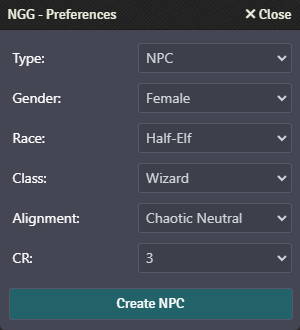 NGG - Preferences ✕ Close
Type: NPC
Gender: Female
Race: Half-Elf
Class: Wizard
Alignment: Chaotic Neutral
CR: 3
Create NPC